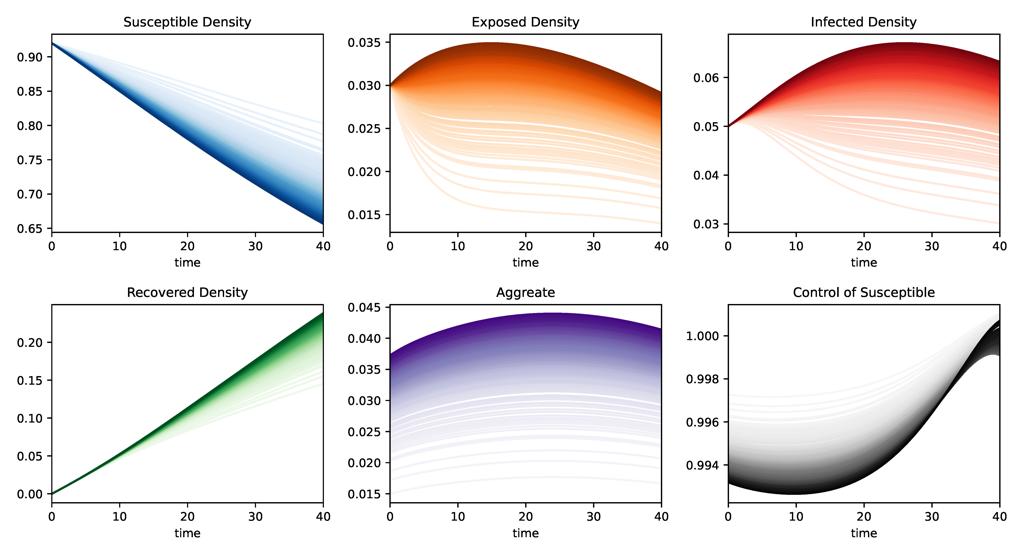 Susceptible Density
0.90
0.85
0.80
0.75
0.70
0.65
0 10 20 30 40
time
Exposed Density
0.035
0.030
0.025
0.020
0.015
0 10 20 30 40
time
Infected Density
0.06
0.05
0.04
0.03
0 10 20 30 40
time
Recovered Density
0.20
0.15
0.10
0.05
0.00
0 10 20 30 40
time
Aggreate
0.045
0.040
0.035
0.030
0.025
0.020
0.015
0 10 20 30 40
time
Control of Susceptible
1.000
0.998
0.996
0.994
0 10 20 30 40
time